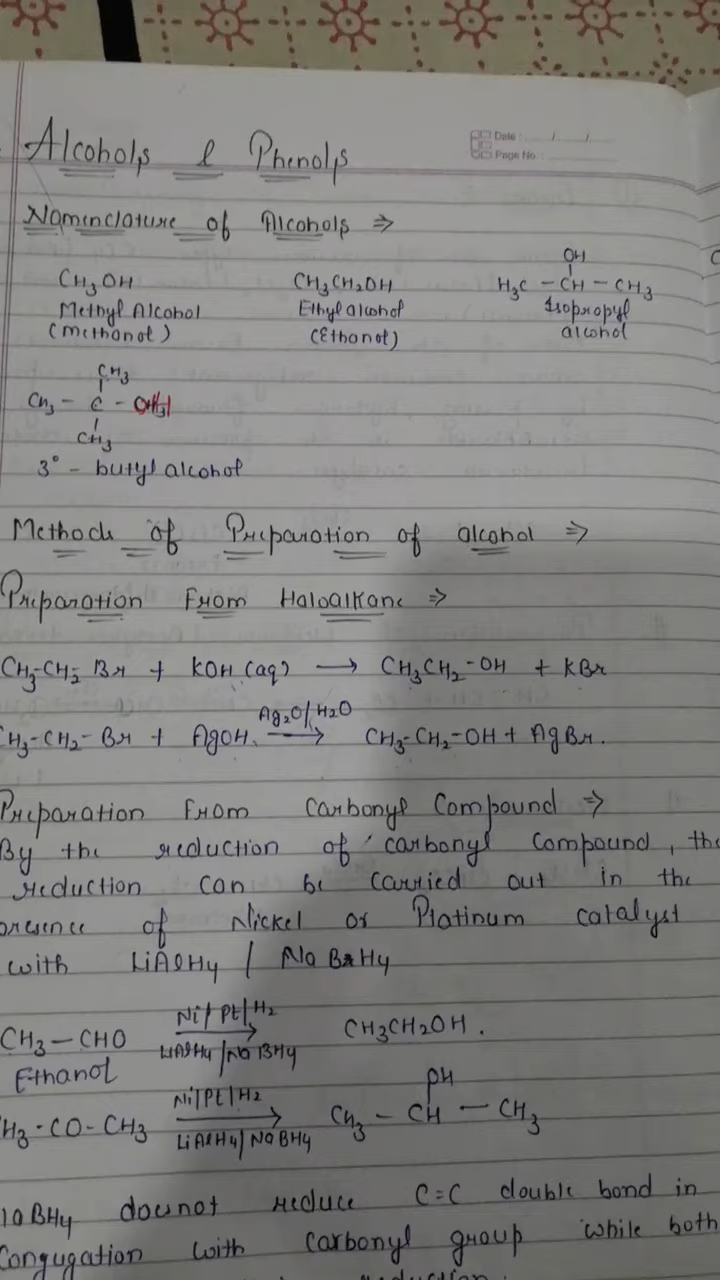 Alcohols & Phenols
Date : / /
Page No :
Nomenclature of Alcohols ⇒
CH3OH CH3CH2OH H3C - CH - CH3
OH
Methyl Alcohol Ethyl alcohol Isopropyl
(methanol) (Ethanol) alcohol
CH3
CH3 - C - OH
CH3
3° - butyl alcohol
Methods of Preparation of alcohol ⇒
Preparation From Haloalkane ⇒
CH3-CH2-Br + KOH (aq) ⟶ CH3CH2-OH + KBr
CH3-CH2-Br + AgOH Ag2O/H2O ⟶ CH3-CH2-OH + AgBr.
Preparation From Carbonyl Compound ⇒
By the reduction of carbonyl compound, the
reduction can be carried out in the
presence of Nickel or Platinum catalyst
with LiAlH4 / NaBH4
CH3-CHO Ni/Pt/H2 ⟶ LiAlH4/NaBH4 CH3CH2OH.
Ethanol
H3-CO-CH3 Ni/Pt/H2 ⟶ LiAlH4/NaBH4 CH3 - CH - CH3
OH
NaBH4 dounot reduce C=C double bond in
Congugation with carbonyl group while both
reduction